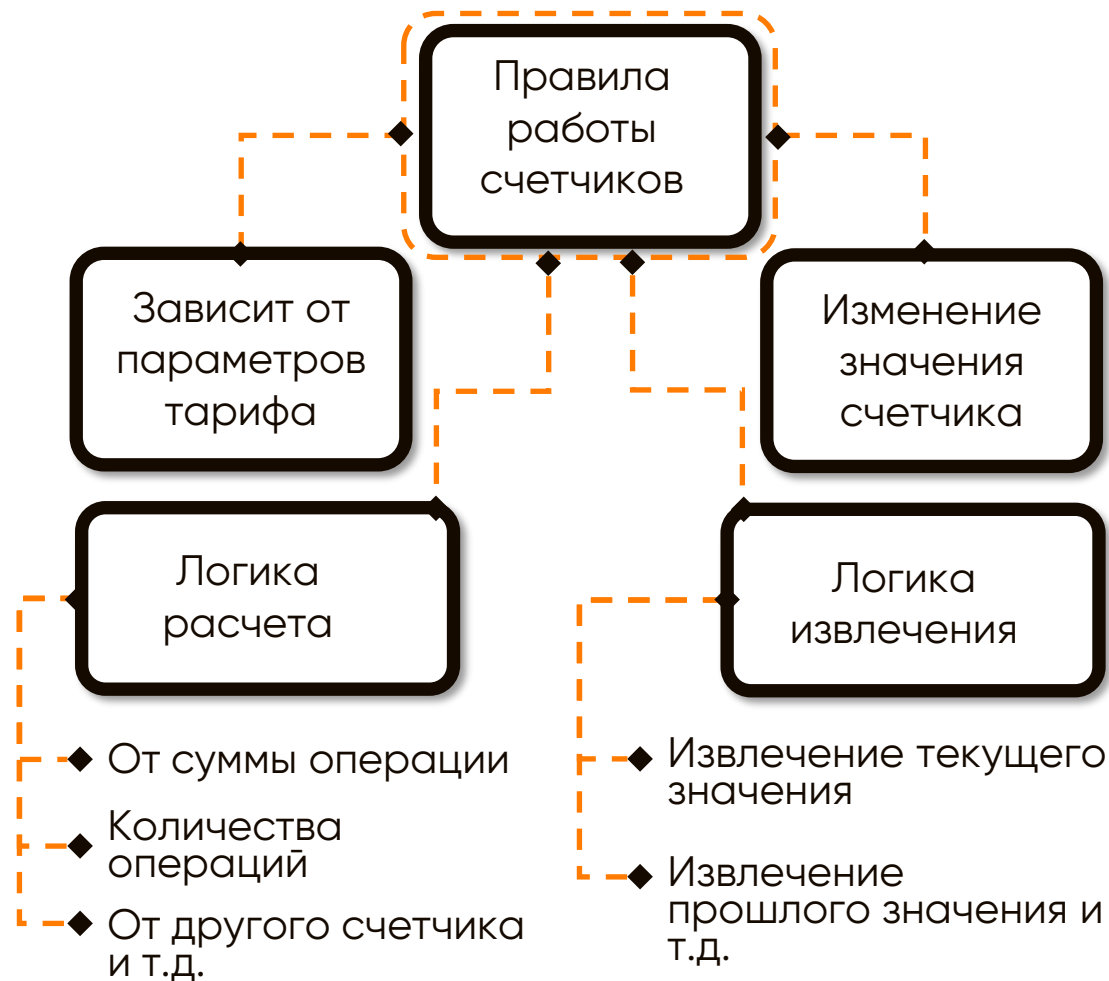 Правила
работы
счетчиков
Зависит от
параметров
тарифа
Изменение
значения
счетчика
Логика
расчета
Логика
извлечения
От суммы операции
Количества
операций
От другого счетчика
и т.д.
Извлечение текущего
значения
Извлечение
прошлого значения и
т.д.